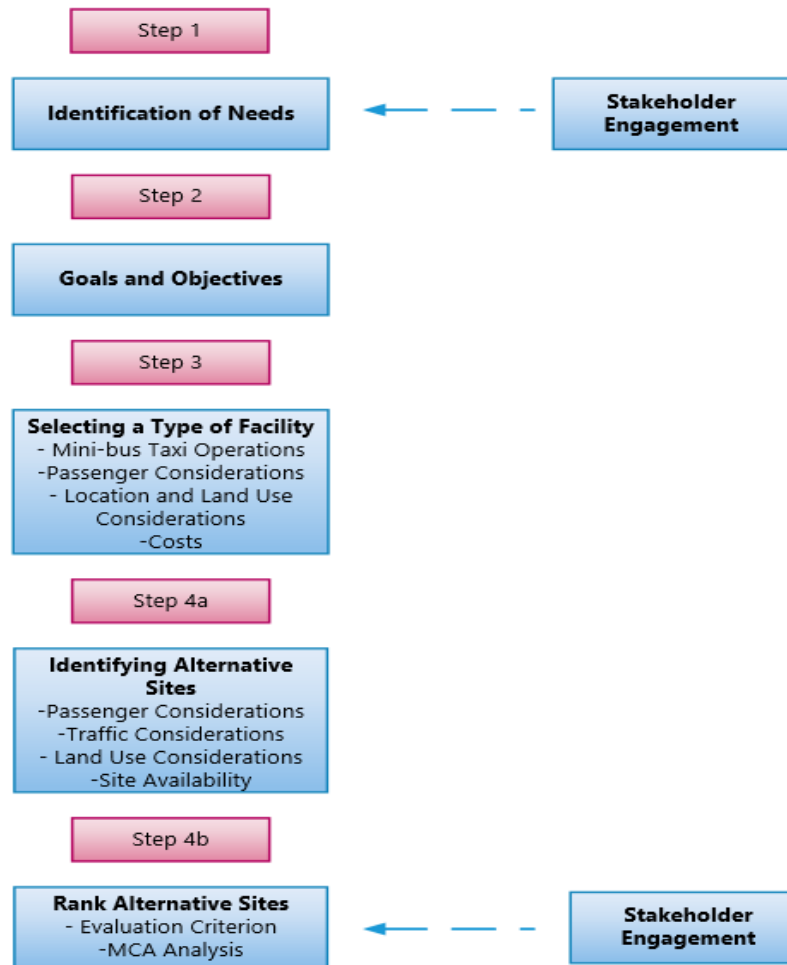 Step 1
Identification of Needs
Stakeholder
Engagement
Step 2
Goals and Objectives
Step 3
Selecting a Type of Facility
- Mini-bus Taxi Operations
-Passenger Considerations
- Location and Land Use
Considerations
-Costs
Step 4a
Identifying Alternative
Sites
-Passenger Considerations
-Traffic Considerations
- Land Use Considerations
-Site Availability
Step 4b
Rank Alternative Sites
- Evaluation Criterion
-MCA Analysis
Stakeholder
Engagement